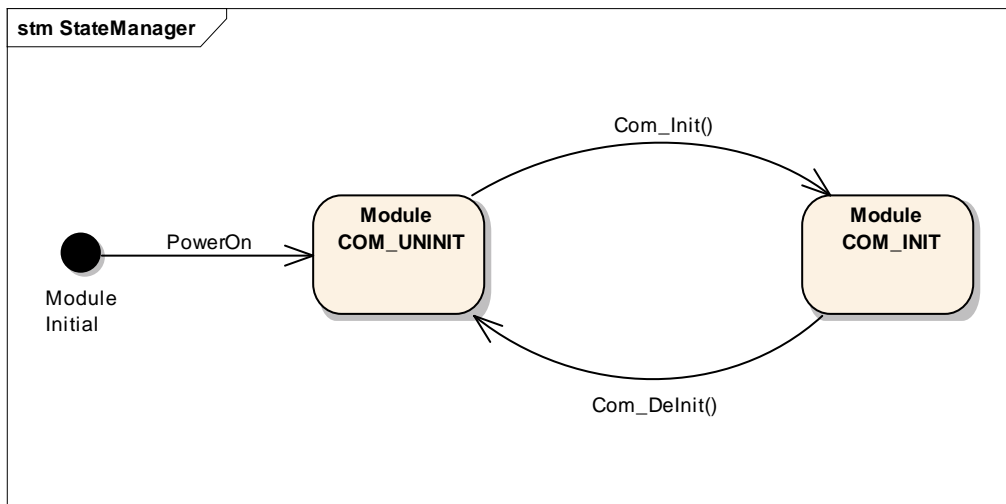 stm StateManager
Com_Init()
Module
COM_UNINIT
Module
COM_INIT
PowerOn
Module
Initial
Com_DeInit()